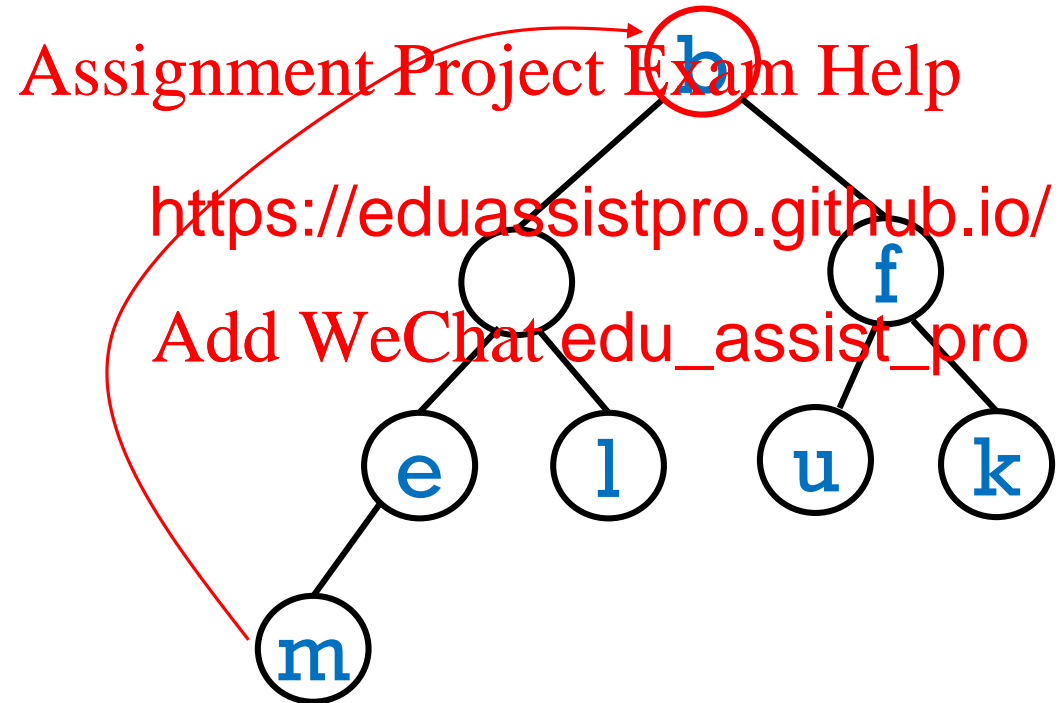 b
Assignment Project Exam Help
https://eduassistpro.github.io/
f
Add WeChat edu_assist_pro
e l u k
m